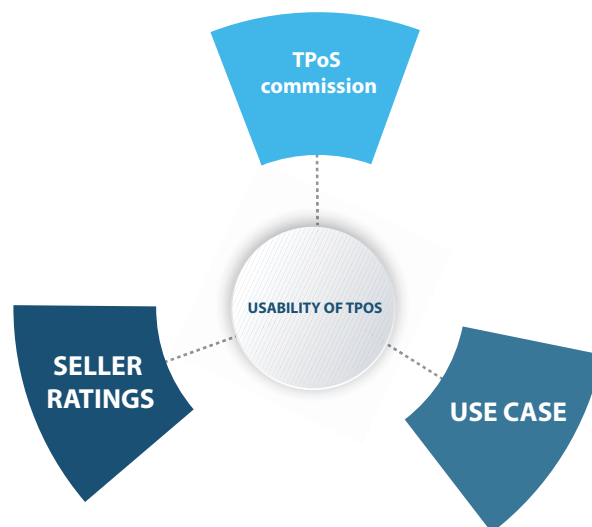 TPoS
commission
USABILITY OF TPOS
SELLER
RATINGS
USE CASE